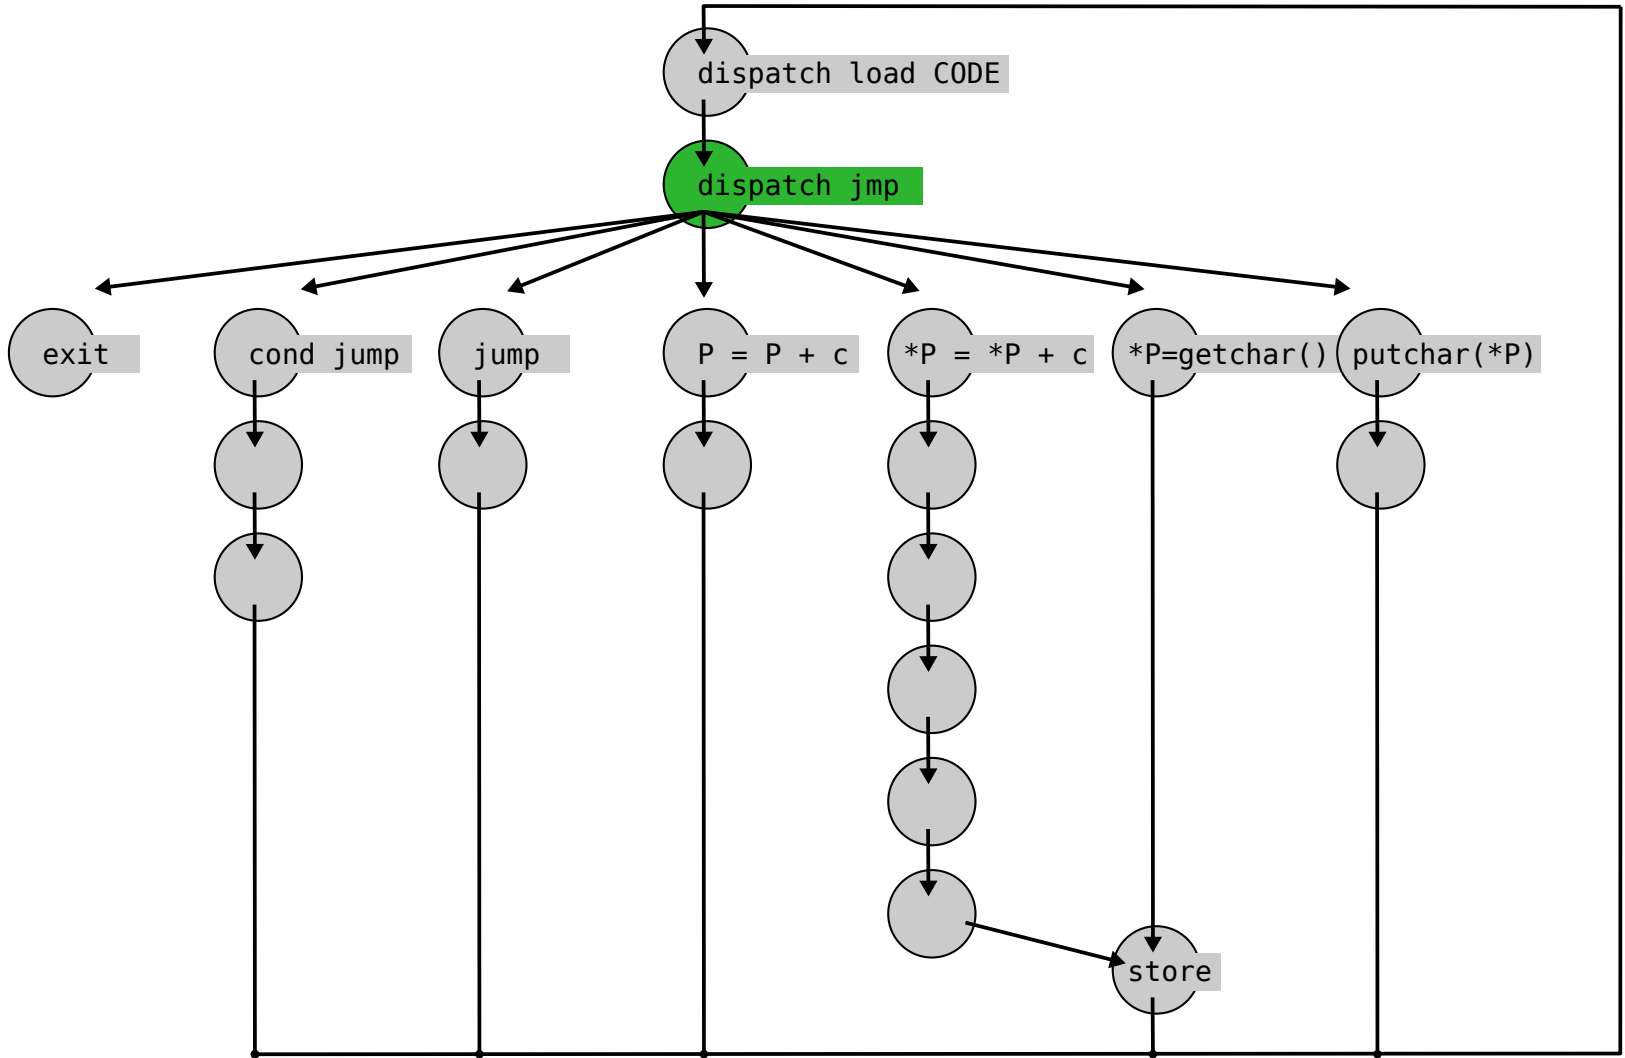 dispatch load CODE
dispatch jmp
exit
cond jump
jump
P = P + c
*P = *P + c
*P=getchar()
putchar(*P)
store